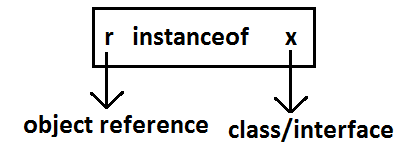 r instanceof x
object reference
class/interface